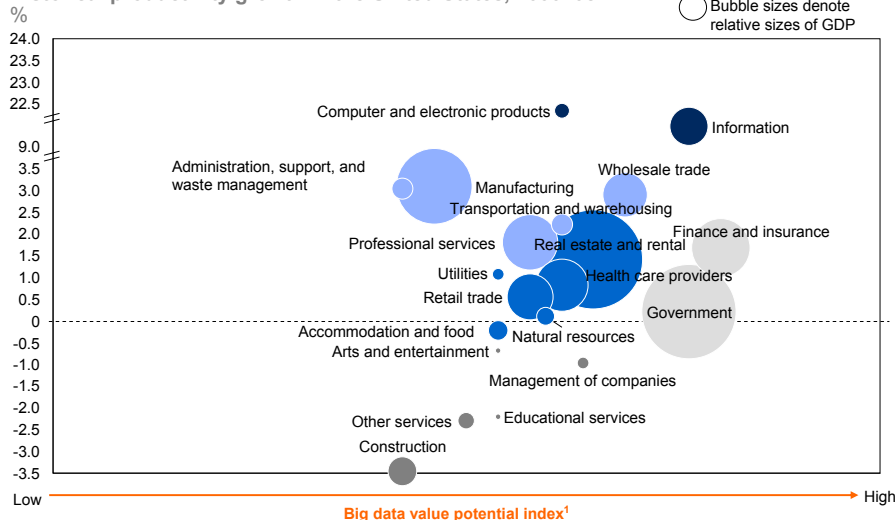 %
Bubble sizes denote
relative sizes of GDP
24.0
23.0
22.5
9.0
3.5
3.0
2.5
2.0
1.5
1.0
0.5
0
-0.5
-1.0
-1.5
-2.0
-2.5
-3.0
-3.5
Computer and electronic products
Information
Administration, support, and
waste management
Wholesale trade
Manufacturing
Transportation and warehousing
Finance and insurance
Professional services
Real estate and rental
Utilities
Health care providers
Retail trade
Government
Accommodation and food
Natural resources
Arts and entertainment
Management of companies
Other services
Educational services
Construction
Low
High
Big data value potential index¹